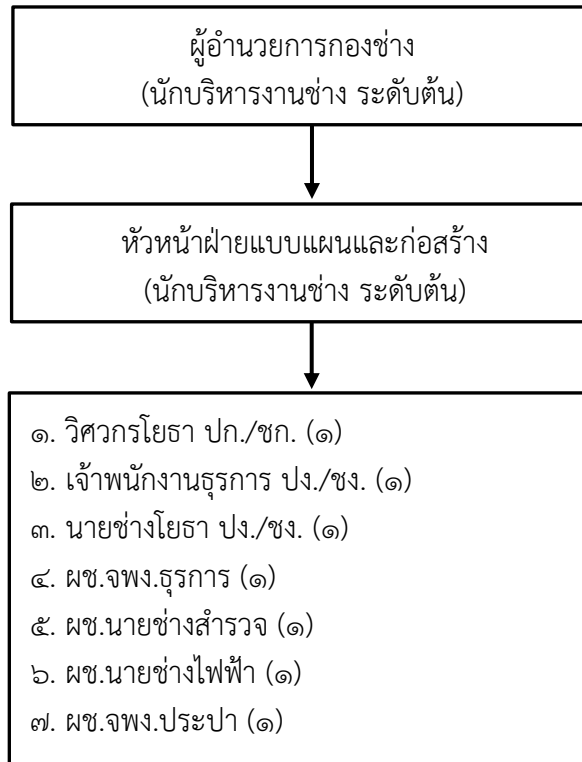 ผู้อำนวยการกองช่าง
(นักบริหารงานช่าง ระดับต้น)
หัวหน้าฝ่ายแบบแผนและก่อสร้าง
(นักบริหารงานช่าง ระดับต้น)
๑. วิศวกรโยธา ปก./ชก. (๑)
๒. เจ้าพนักงานธุรการ ปง./ชง. (๑)
๓. นายช่างโยธา ปง./ชง. (๑)
๔. ผช.จพง.ธุรการ (๑)
๕. ผช.นายช่างสำรวจ (๑)
๖. ผช.นายช่างไฟฟ้า (๑)
๗. ผช.จพง.ประปา (๑)